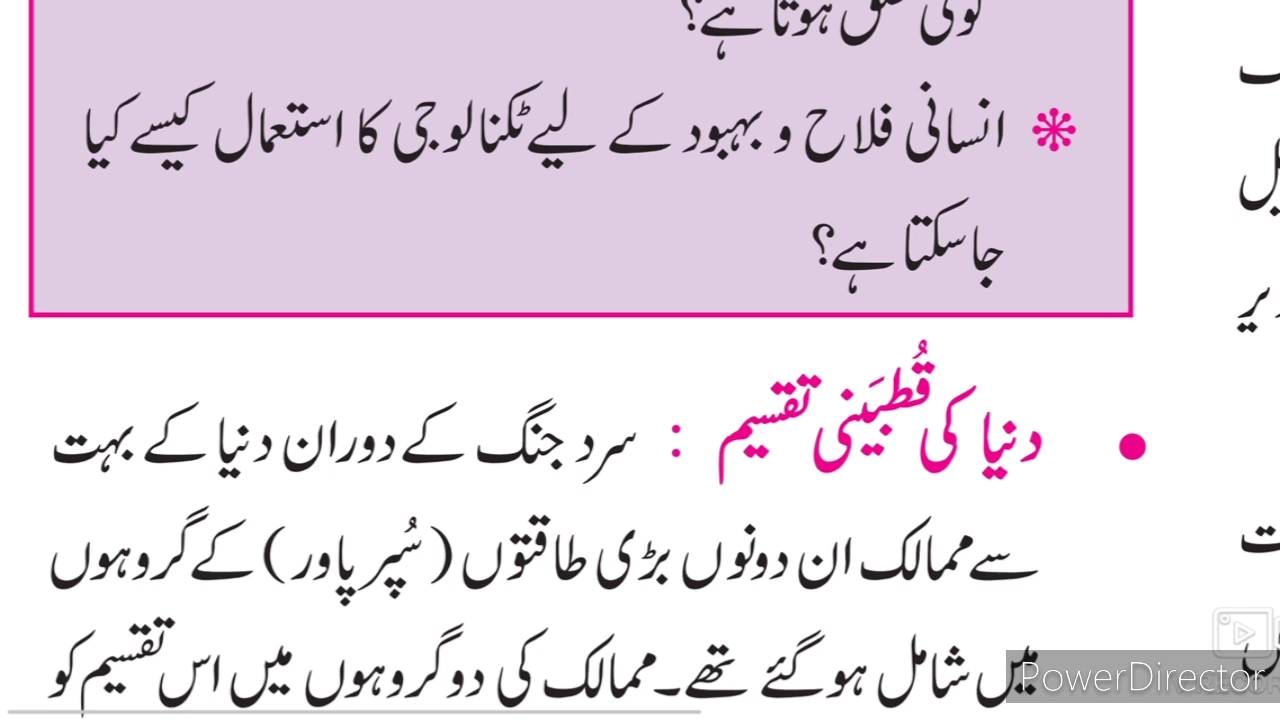 ہوتا ہے؟
انسانی فلاح و بہبود کے لیے ٹکنالوجی کا استعمال کیسے کیا
جاسکتا ہے؟
دنیا کی قُطبَینی تقسیم : سرد جنگ کے دوران دنیا کے بہت
سے ممالک ان دونوں بڑی طاقتوں (سُپر پاور) کے گروہوں
میں شامل ہو گئے تھے۔ ممالک کی دو گروہوں میں اس تقسیم کو
PowerDirector